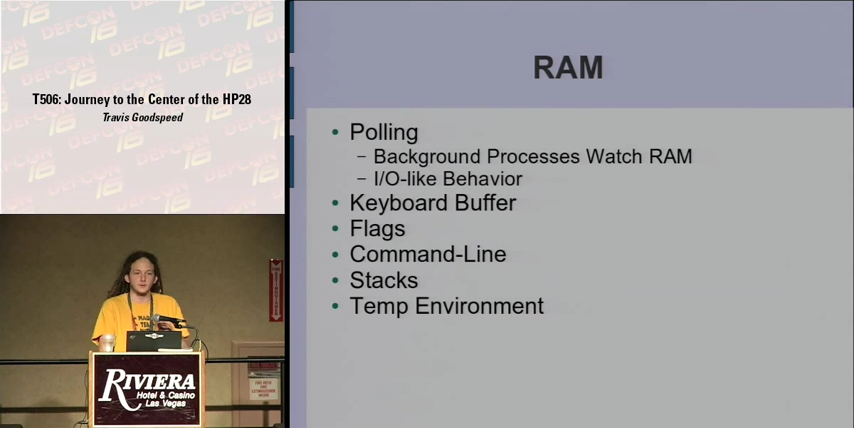 DEFCON
16
T506: Journey to the Center of the HP28
Travis Goodspeed
RAM
• Polling
– Background Processes Watch RAM
– I/O-like Behavior
• Keyboard Buffer
• Flags
• Command-Line
• Stacks
• Temp Environment
RIVIERA
Hotel & Casino
Las Vegas